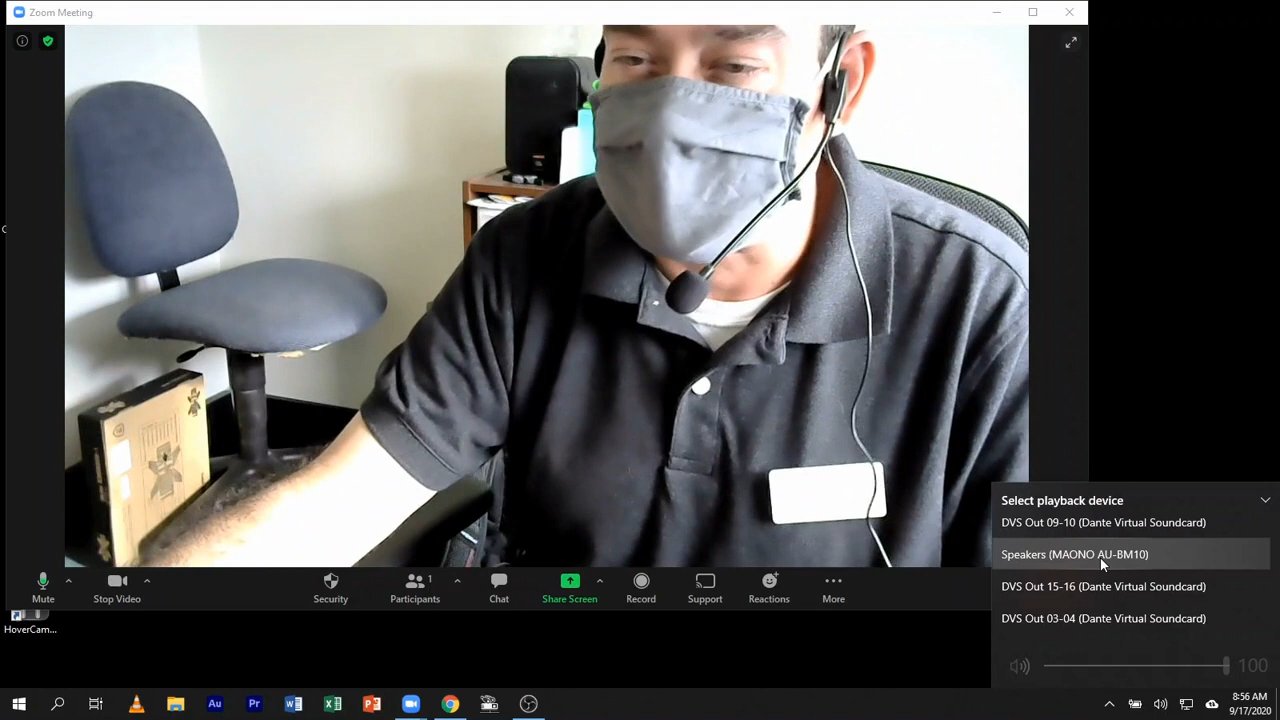 Zoom Meeting
Select playback device
DVS Out 09-10 (Dante Virtual Soundcard)
Speakers (MAONO AU-BM10)
DVS Out 15-16 (Dante Virtual Soundcard)
DVS Out 03-04 (Dante Virtual Soundcard)
100
1
Mute
Stop Video
Security
Participants
Chat
Share Screen
Record
Support
Reactions
More
HoverCam...
Au
Pr
8:56 AM
9/17/2020